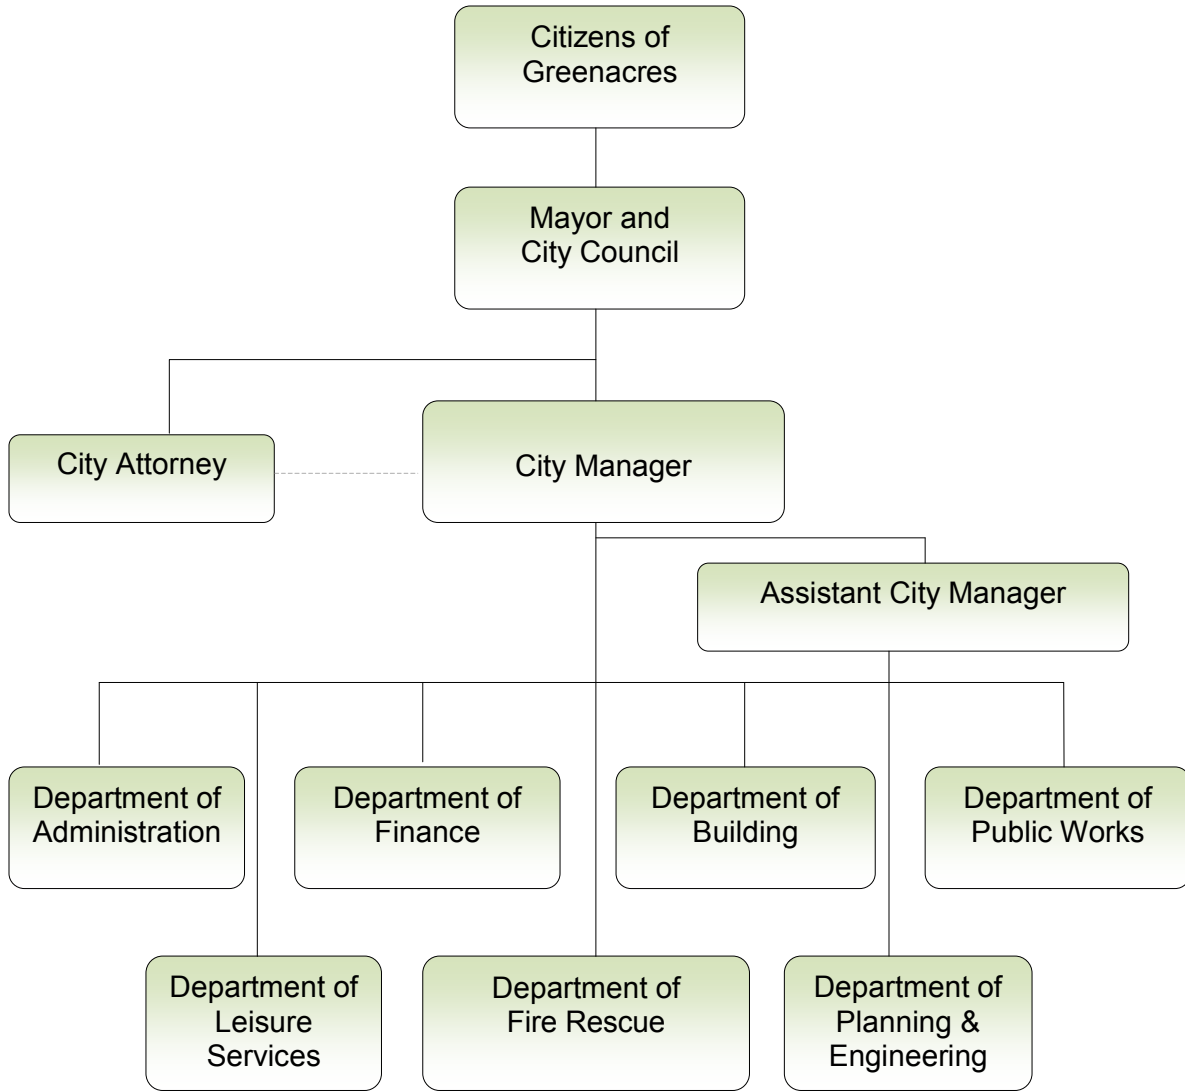 Citizens of
Greenacres
Mayor and
City Council
City Attorney
City Manager
Assistant City Manager
Department of
Administration
Department of
Finance
Department of
Building
Department of
Public Works
Department of
Leisure
Services
Department of
Fire Rescue
Department of
Planning &
Engineering